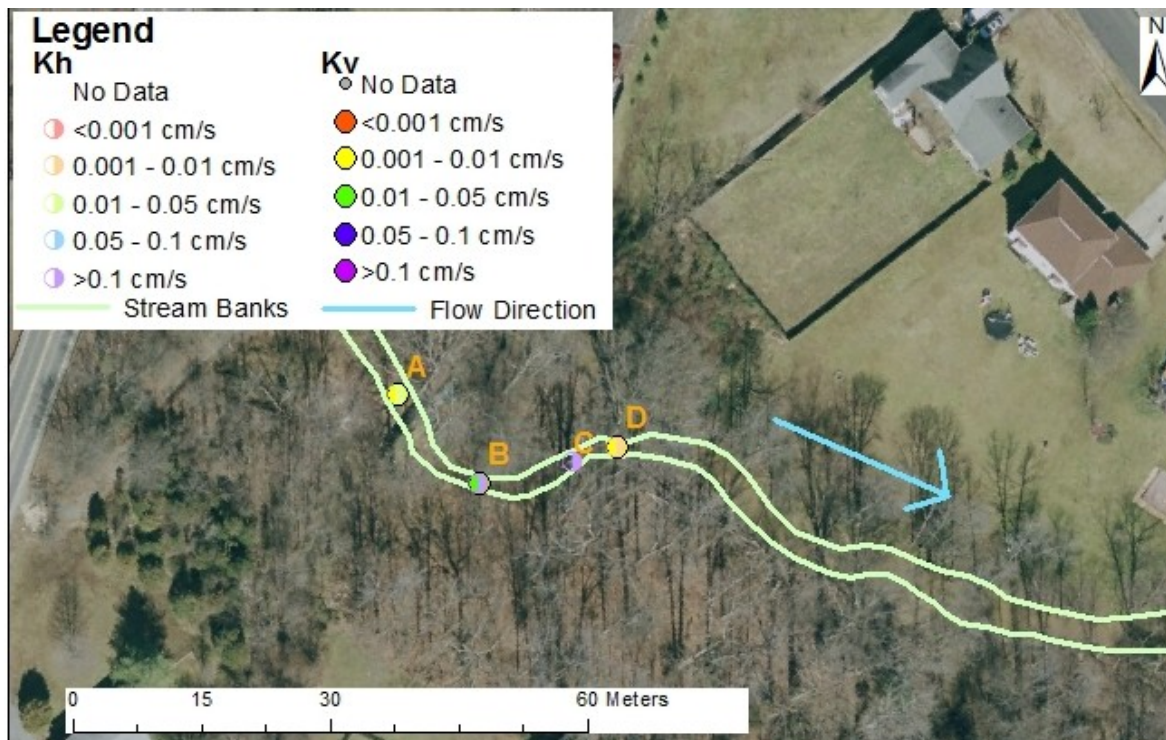 Legend
Kh
No Data
<0.001 cm/s
0.001 - 0.01 cm/s
0.01 - 0.05 cm/s
0.05 - 0.1 cm/s
>0.1 cm/s
Stream Banks
Kv
No Data
<0.001 cm/s
0.001 - 0.01 cm/s
0.01 - 0.05 cm/s
0.05 - 0.1 cm/s
>0.1 cm/s
Flow Direction
N
A
B
C
D
0 15 30 60 Meters